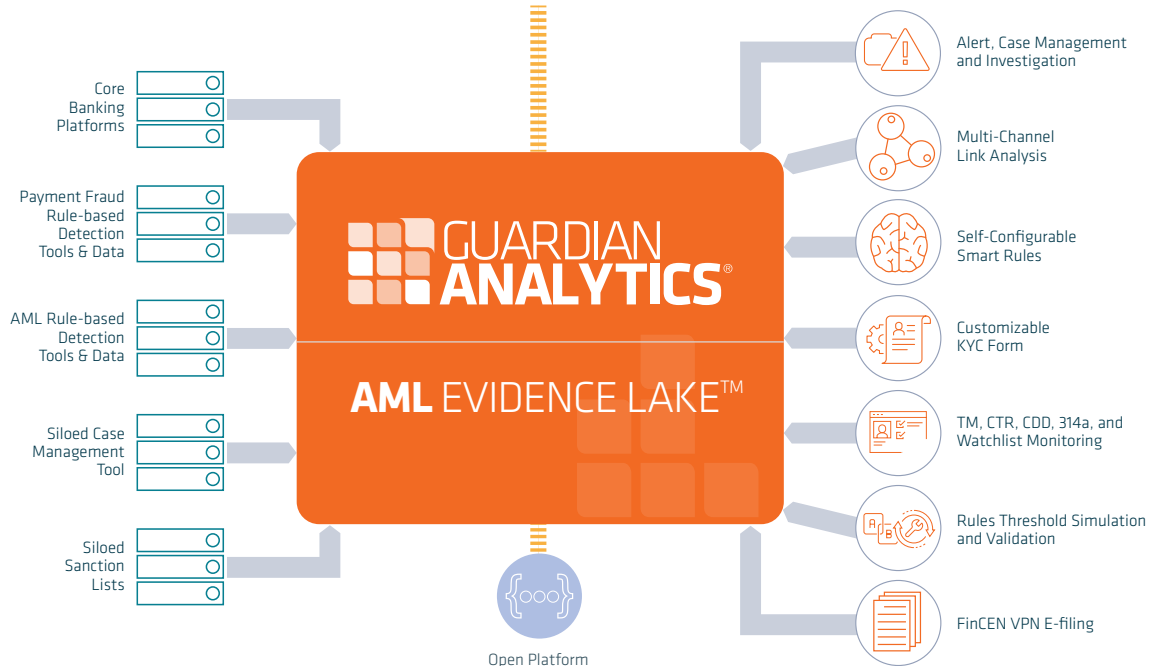 Core
Banking
Platforms
Payment Fraud
Rule-based
Detection
Tools & Data
AML Rule-based
Detection
Tools & Data
Siloed Case
Management
Tool
Siloed
Sanction
Lists
GUARDIAN
ANALYTICS®
AML EVIDENCE LAKE™
{ooo}
Open Platform
Alert, Case Management
and Investigation
Multi-Channel
Link Analysis
Self-Configurable
Smart Rules
Customizable
KYC Form
TM, CTR, CDD, 314a, and
Watchlist Monitoring
A
B
Rules Threshold Simulation
and Validation
FinCEN VPN E-filing